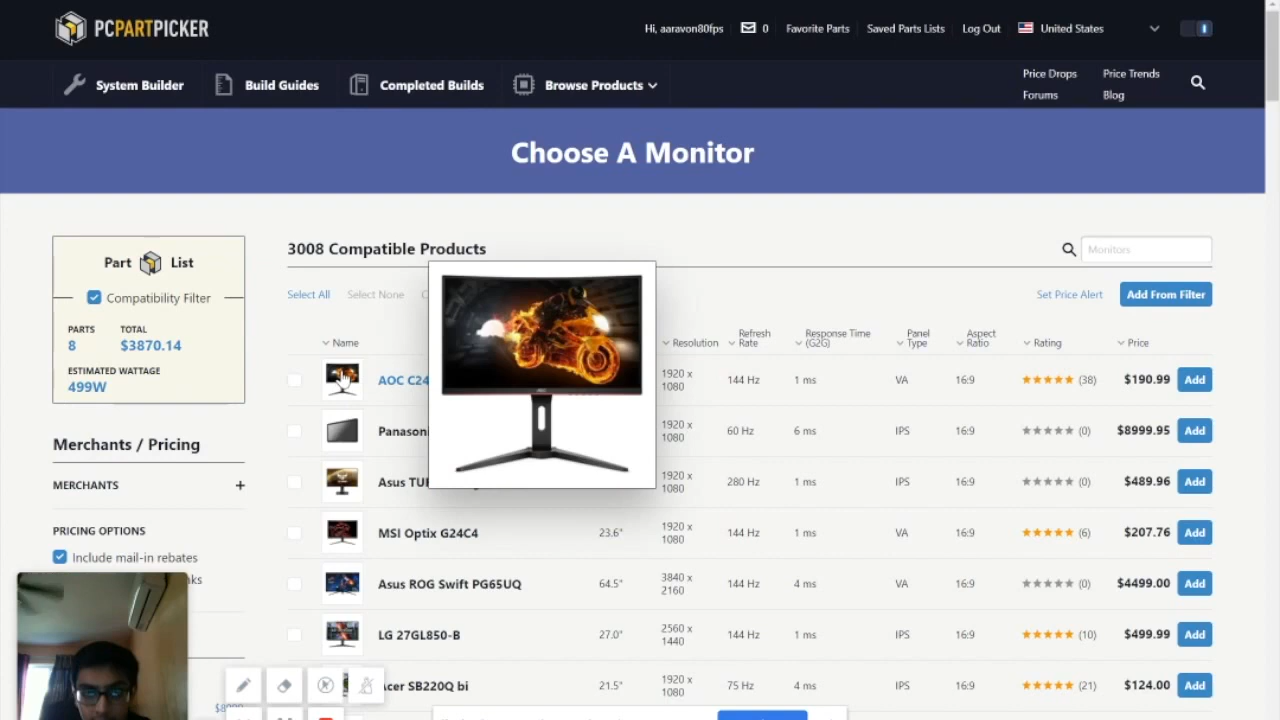 PCPARTPICKER
Hi, aaravon80fps
0
Favorite Parts
Saved Parts Lists
Log Out
United States
System Builder
Build Guides
Completed Builds
Browse Products
Price Drops
Price Trends
Forums
Blog
Choose A Monitor
Part List
Compatibility Filter
PARTS
TOTAL
8
$3870.14
ESTIMATED WATTAGE
499W
Merchants / Pricing
MERCHANTS
+
PRICING OPTIONS
Include mail-in rebates
3008 Compatible Products
Monitors
Select All
Select None
Set Price Alert
Add From Filter
Name
Resolution
Refresh Rate
Response Time (G2G)
Panel Type
Aspect Ratio
Rating
Price
AOC C24
1920 x 1080
144 Hz
1 ms
VA
16:9
(38)
$190.99
Add
Panason
1920 x 1080
60 Hz
6 ms
IPS
16:9
(0)
$8999.95
Add
Asus TU
1920 x 1080
280 Hz
1 ms
IPS
16:9
(0)
$489.96
Add
MSI Optix G24C4
23.6"
1920 x 1080
144 Hz
1 ms
VA
16:9
(6)
$207.76
Add
Asus ROG Swift PG65UQ
64.5"
3840 x 2160
144 Hz
4 ms
VA
16:9
(0)
$4499.00
Add
LG 27GL850-B
27.0"
2560 x 1440
144 Hz
1 ms
IPS
16:9
(10)
$499.99
Add
Acer SB220Q bi
21.5"
1920 x 1080
75 Hz
4 ms
IPS
16:9
(21)
$124.00
Add